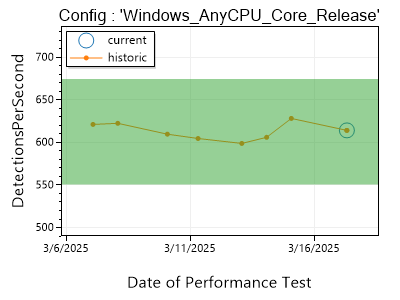 Config : 'Windows_AnyCPU_Core_Release'
current
historic
DetectionsPerSecond
700
650
600
550
500
3/6/2025
3/11/2025
3/16/2025
Date of Performance Test